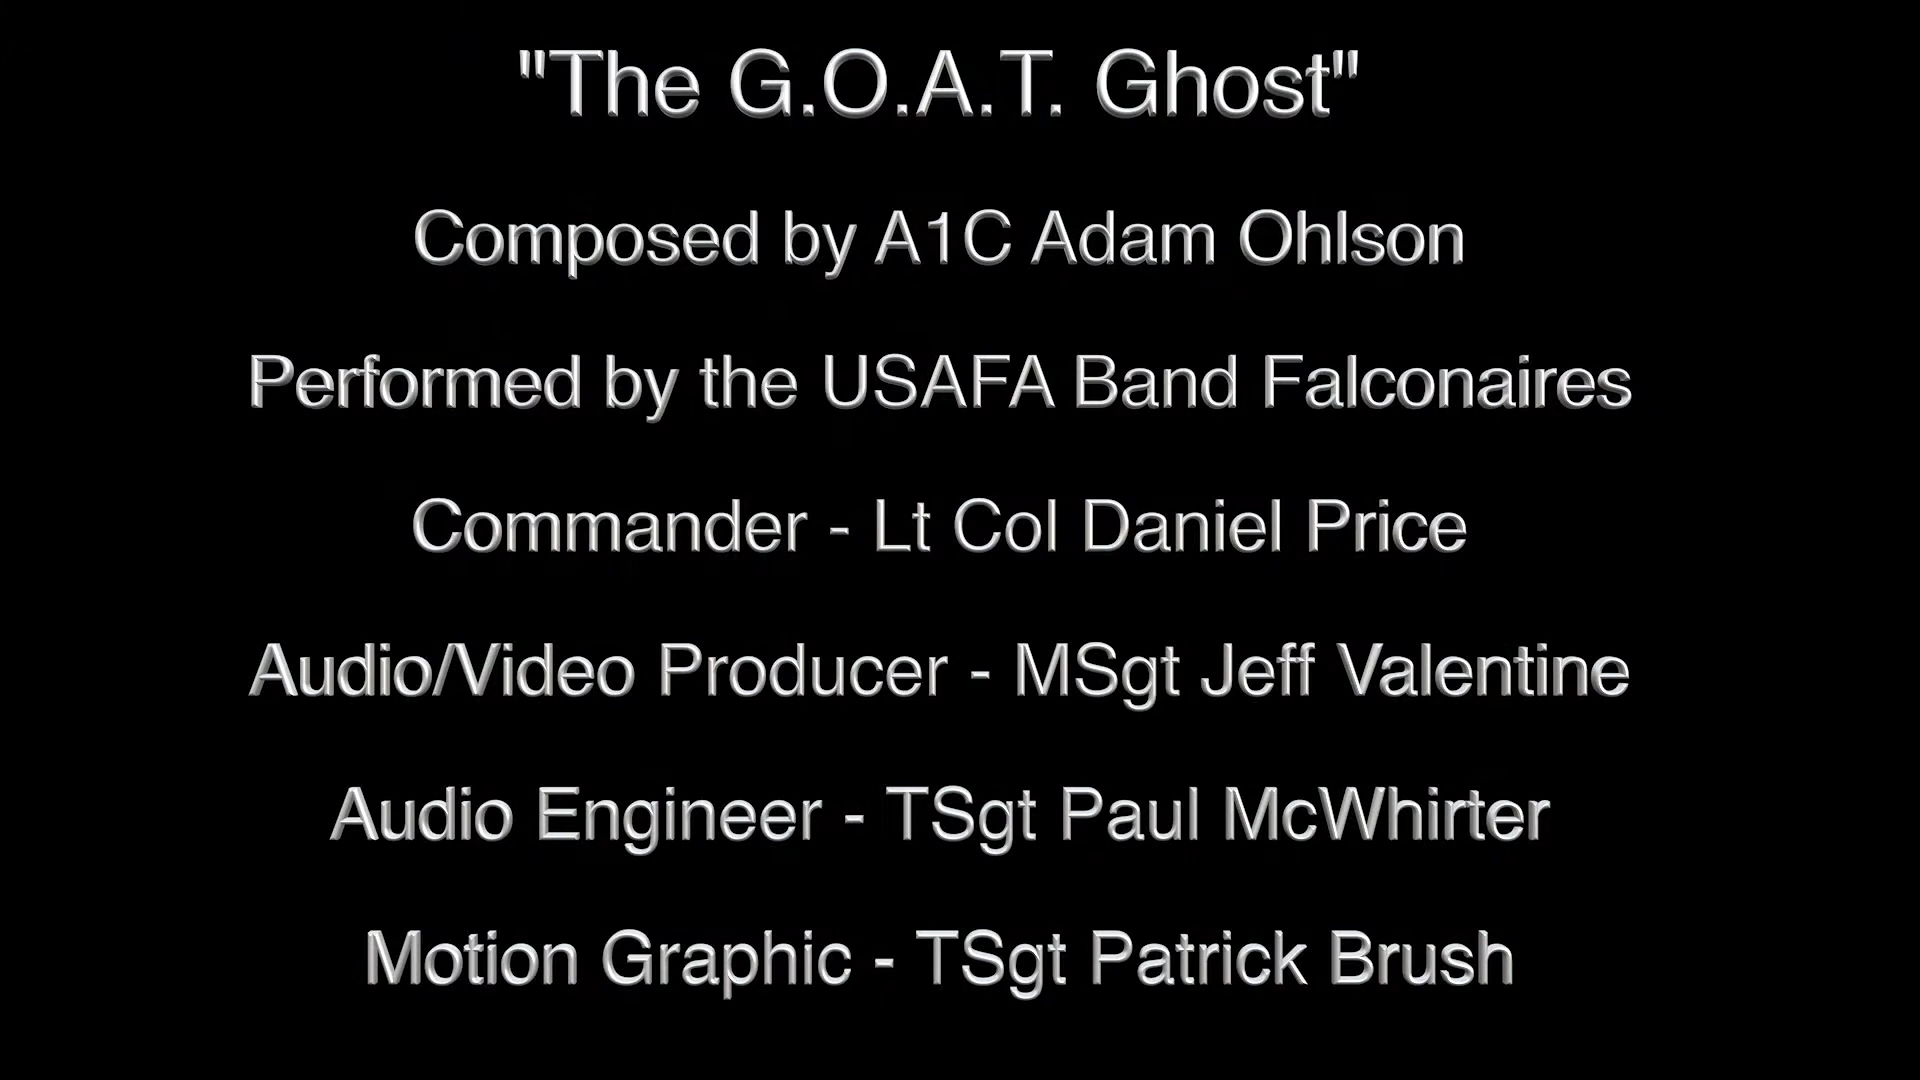 "The G.O.A.T. Ghost"
Composed by A1C Adam Ohlson
Performed by the USAFA Band Falconaires
Commander - Lt Col Daniel Price
Audio/Video Producer - MSgt Jeff Valentine
Audio Engineer - TSgt Paul McWhirter
Motion Graphic - TSgt Patrick Brush